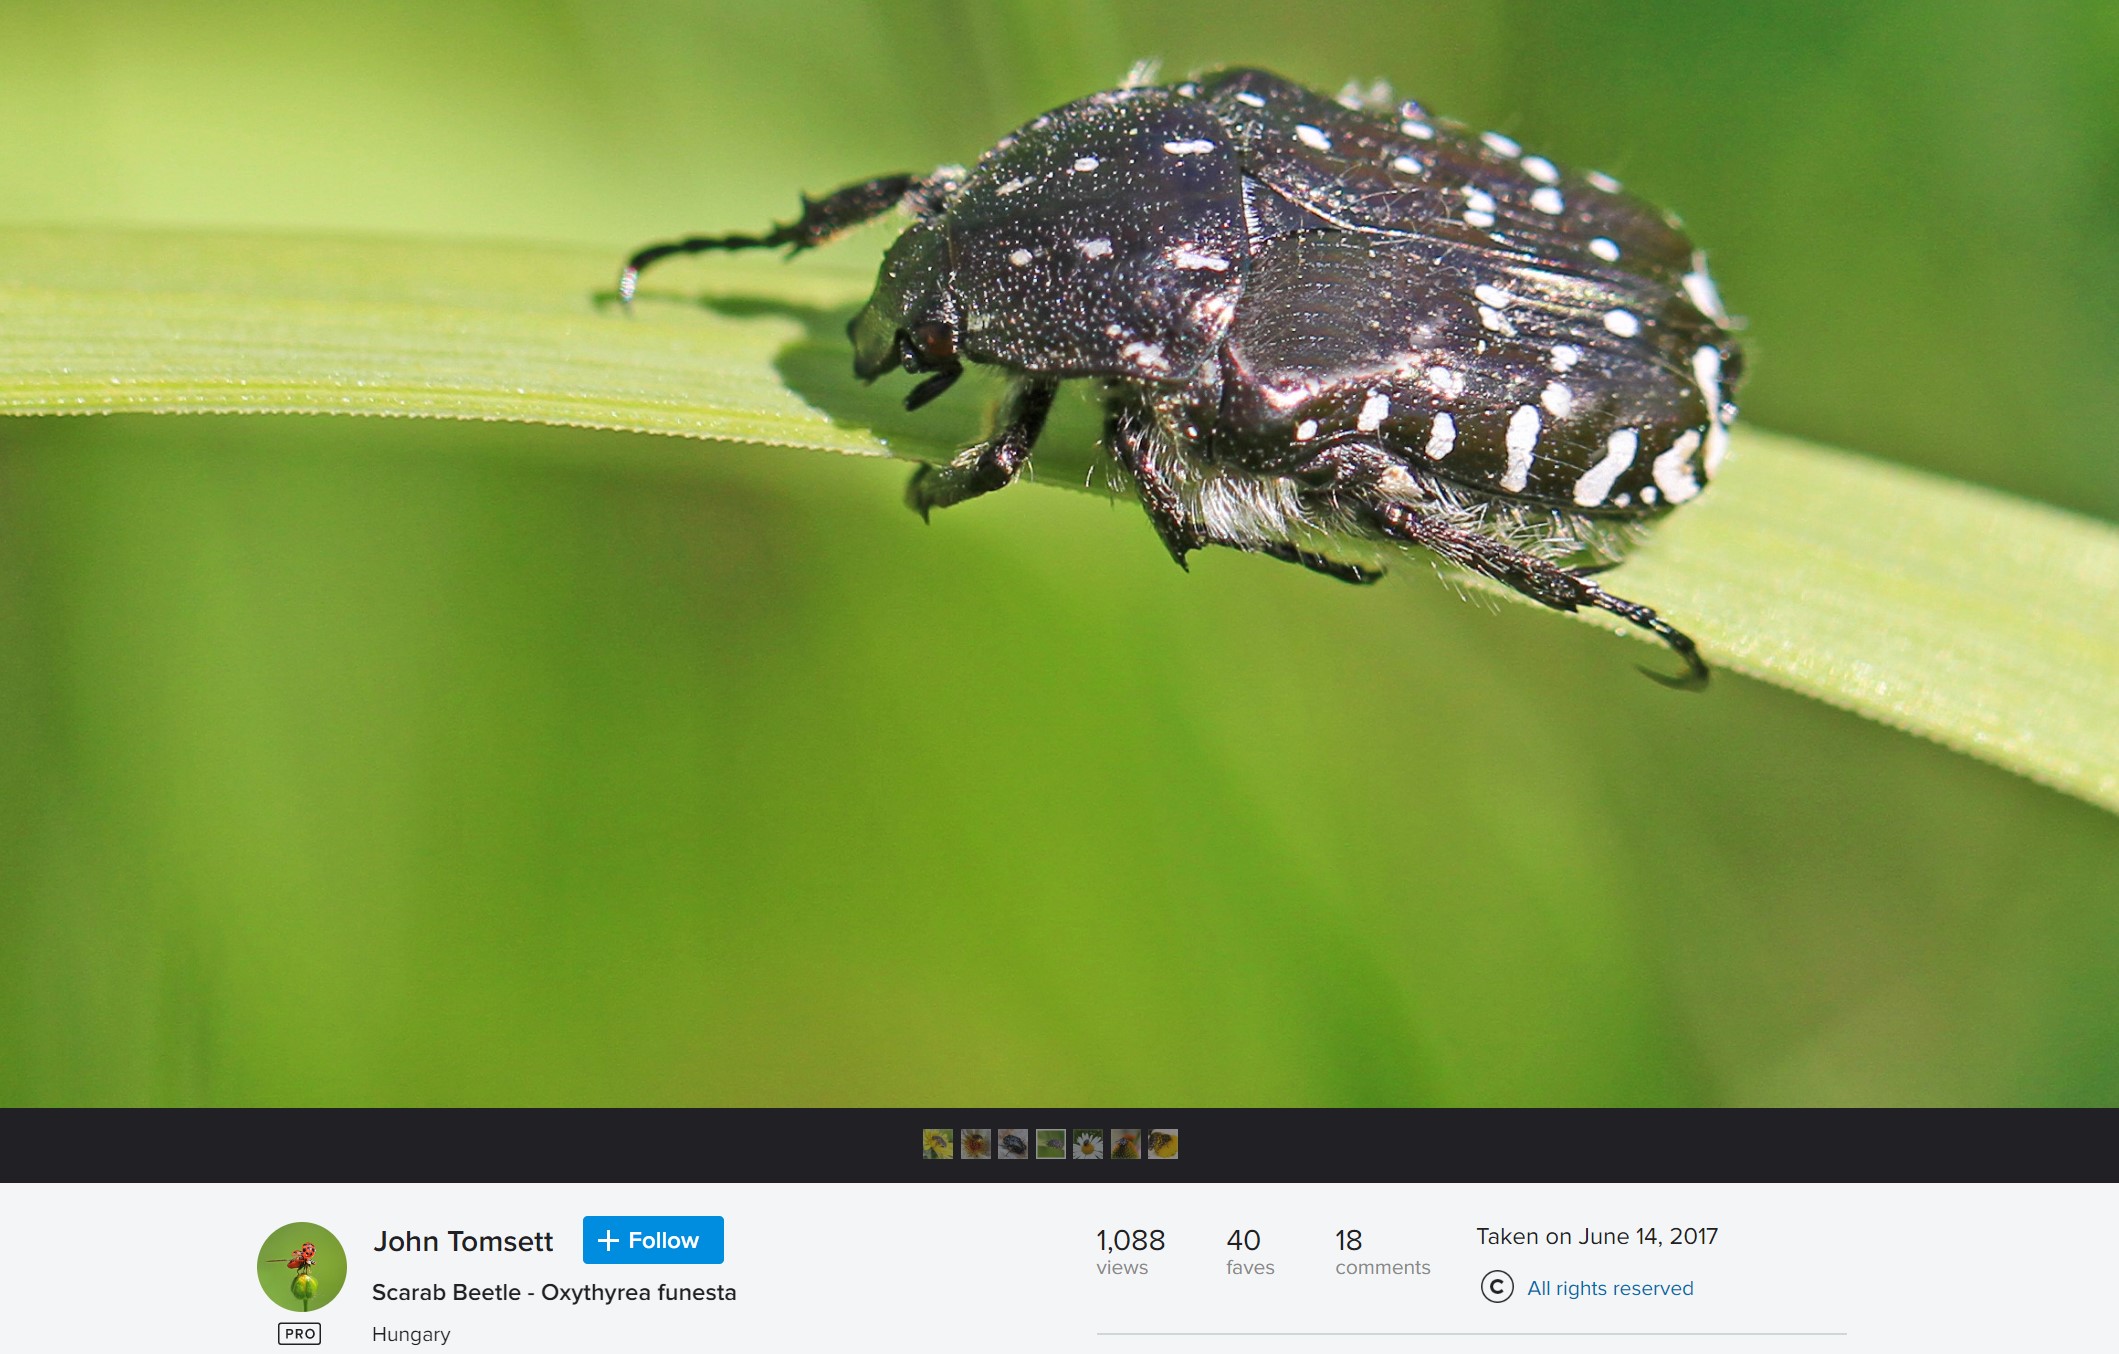 John Tomsett
+ Follow
Scarab Beetle - Oxythyrea funesta
PRO
Hungary
1,088
views
40
faves
18
comments
Taken on June 14, 2017
© All rights reserved